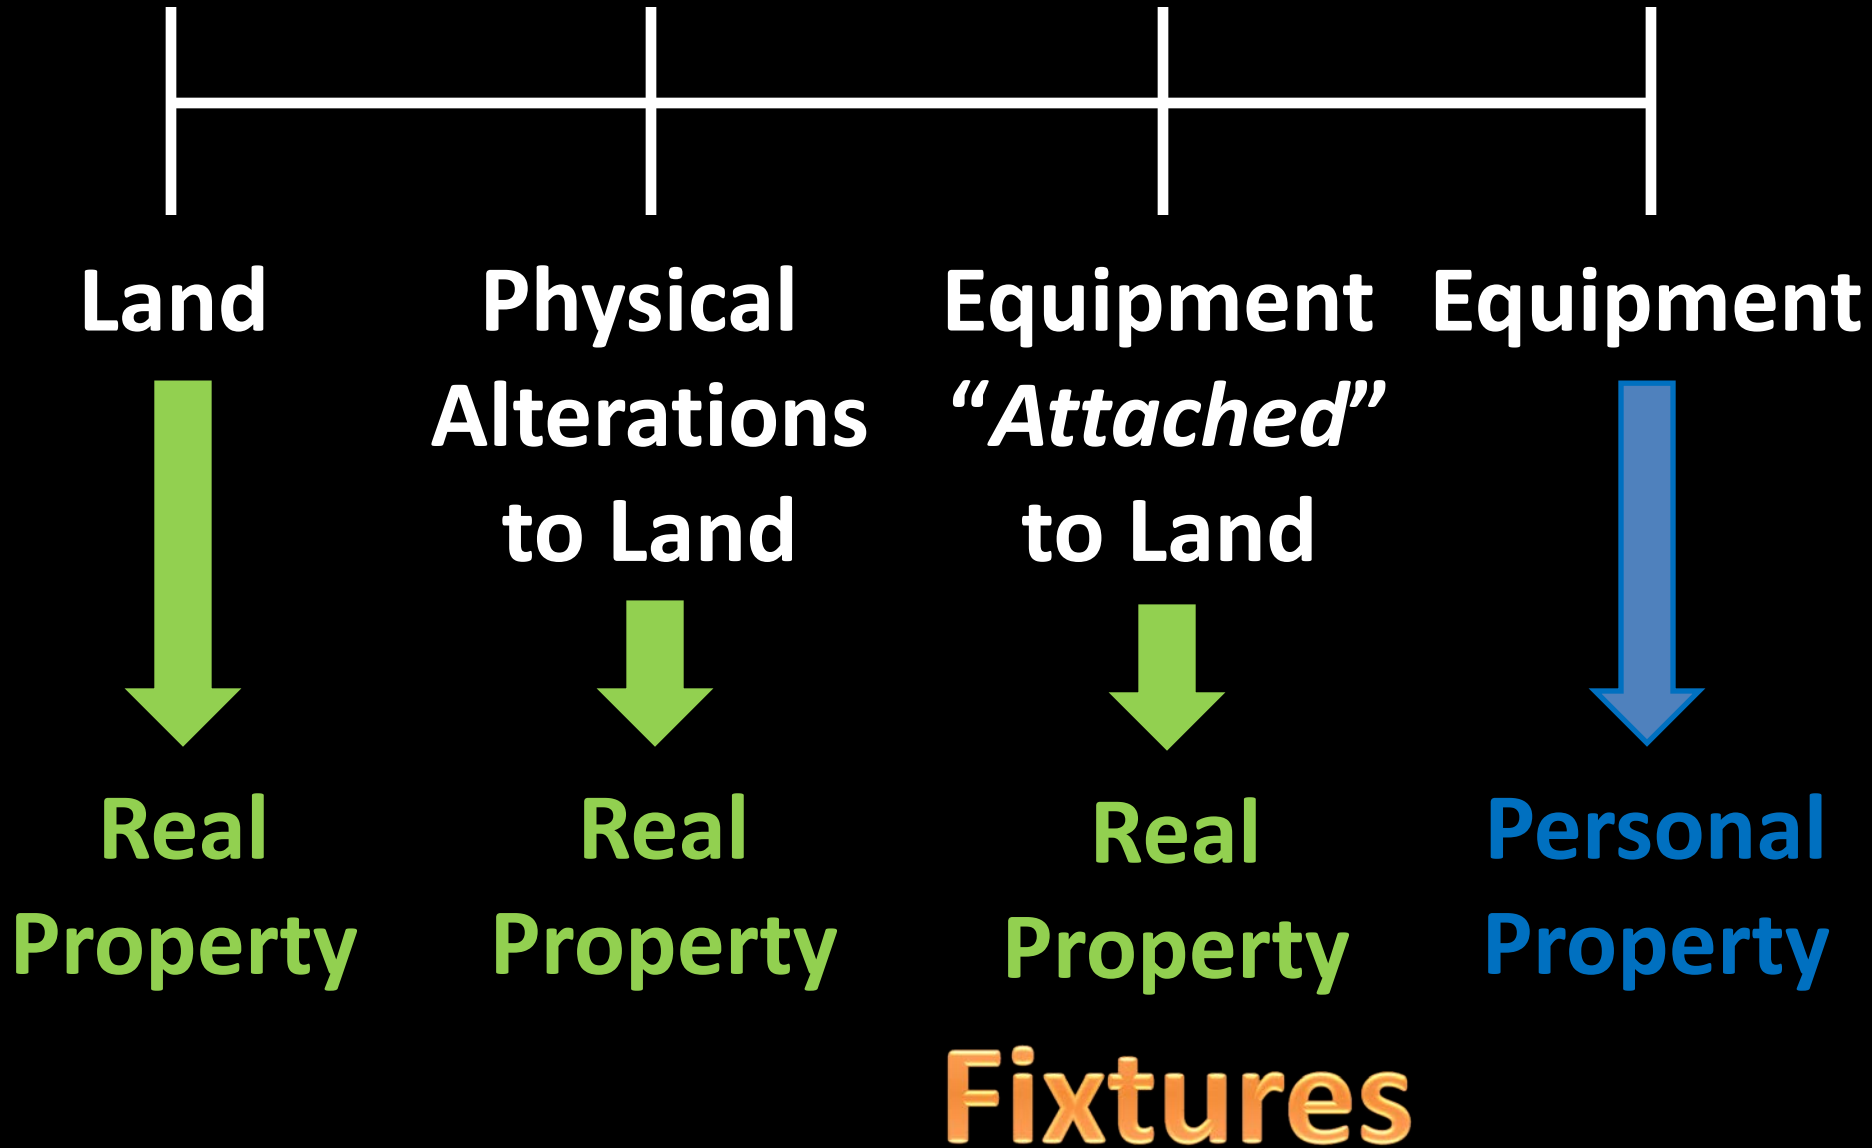 Land
Physical
Alterations
to Land
Equipment
“Attached”
to Land
Equipment
Real
Property
Real
Property
Real
Property
Fixtures
Personal
Property